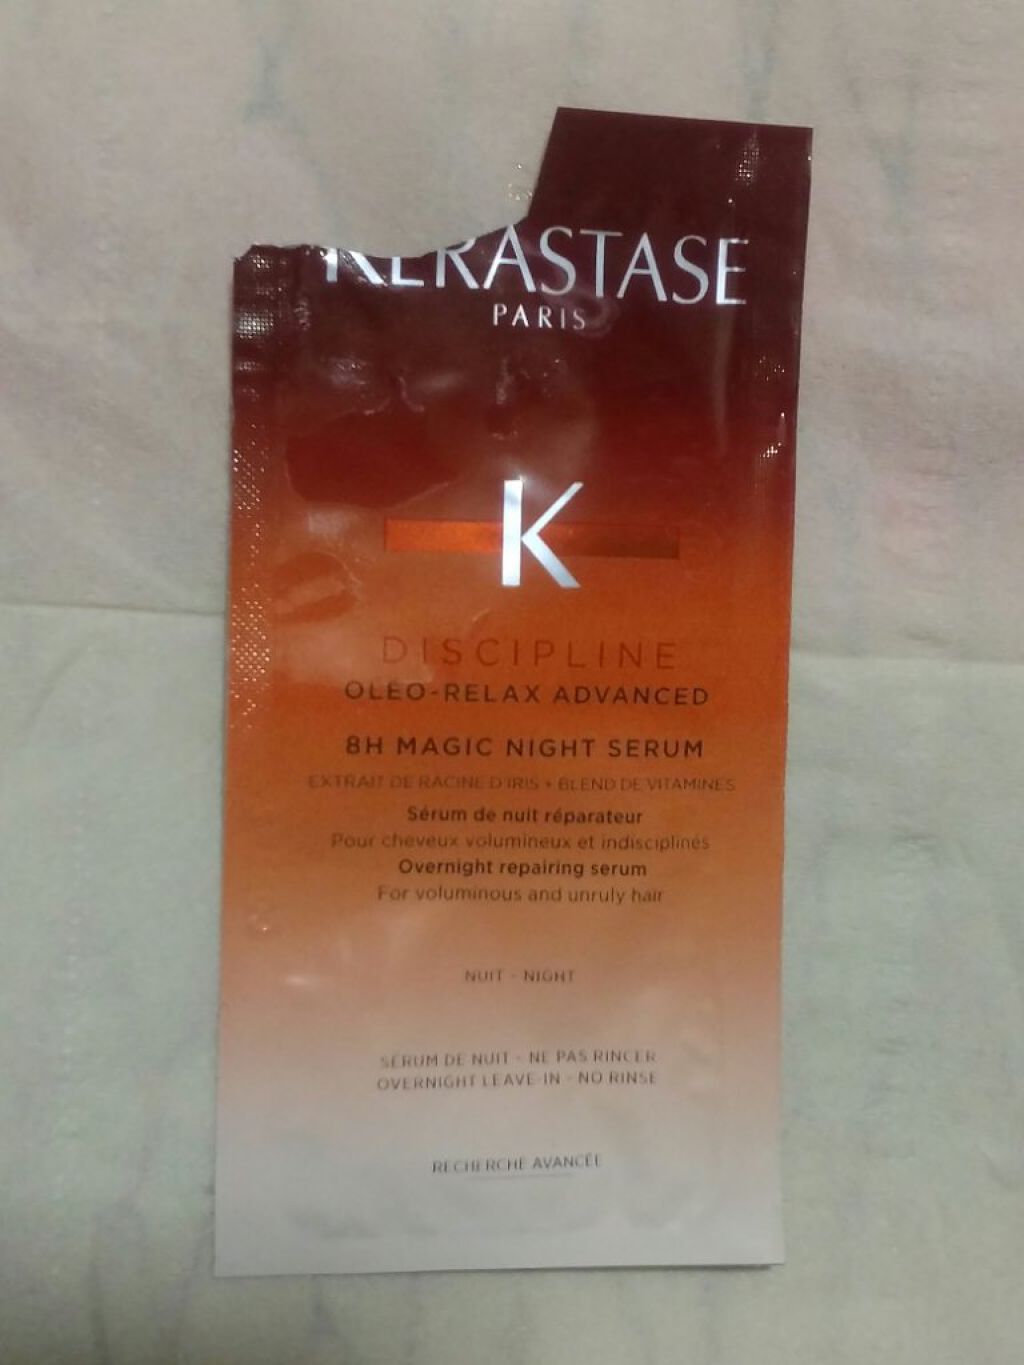 KÉRASTASE
PARIS
K
DISCIPLINE
OLÉO-RELAX ADVANCED
8H MAGIC NIGHT SERUM
EXTRAIT DE RACINE D'IRIS + BLEND DE VITAMINES
Sérum de nuit réparateur
Pour cheveux volumineux et indisciplinés
Overnight repairing serum
For voluminous and unruly hair
NUIT - NIGHT
SÉRUM DE NUIT - NE PAS RINCER
OVERNIGHT LEAVE-IN - NO RINSE
RECHERCHE AVANCÉE